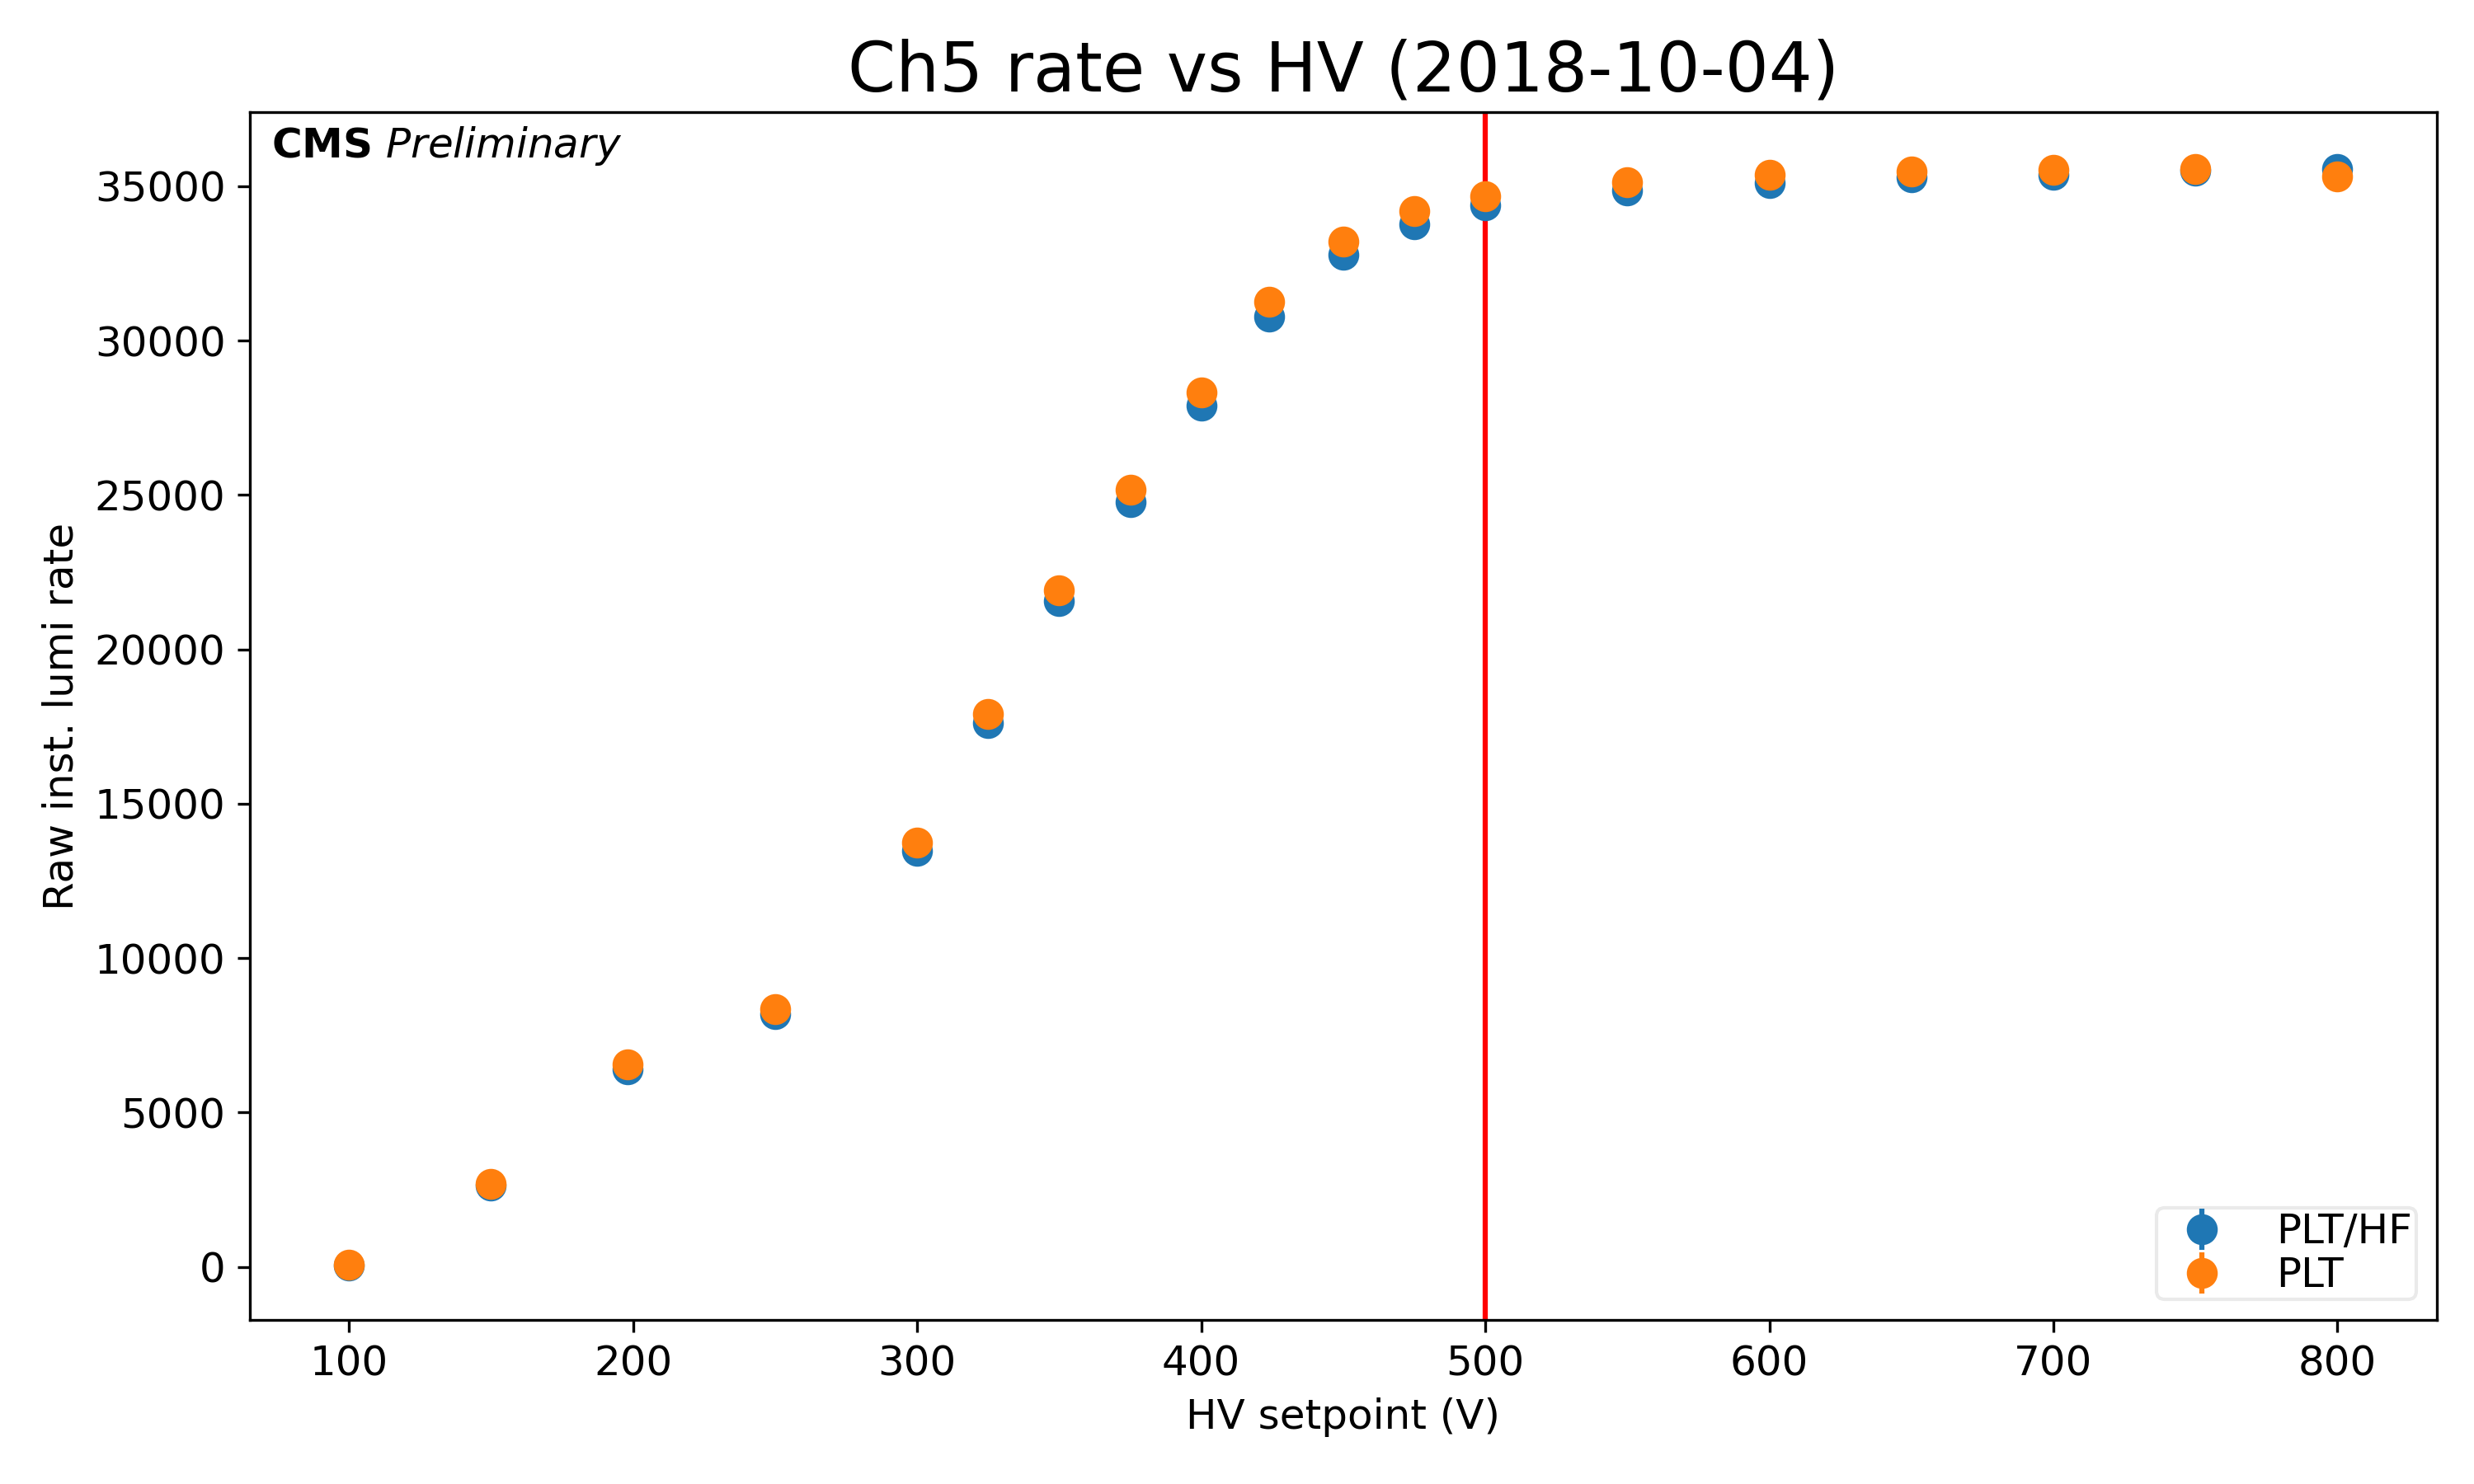 Ch5 rate vs HV (2018-10-04)
CMS Preliminary
35000
30000
25000
20000
15000
10000
5000
0
Raw inst. lumi rate
100 200 300 400 500 600 700 800
HV setpoint (V)
PLT/HF
PLT